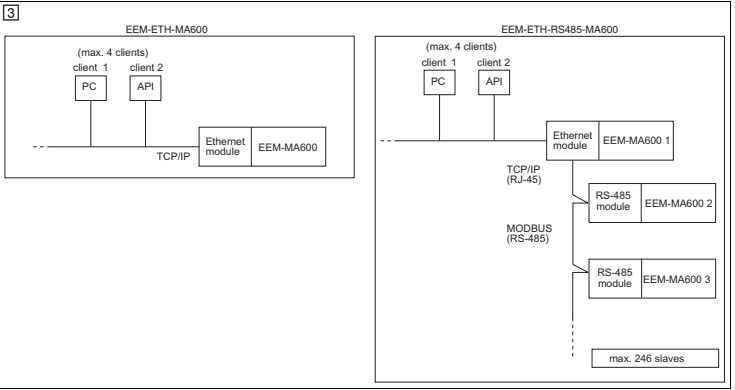 3
EEM-ETH-MA600
(max. 4 clients)
client 1 client 2
PC API
Ethernet
module
EEM-MA600
TCP/IP
EEM-ETH-RS485-MA600
(max. 4 clients)
client 1 client 2
PC API
Ethernet
module
EEM-MA600 1
TCP/IP
(RJ-45)
RS-485
module
EEM-MA600 2
MODBUS
(RS-485)
RS-485
module
EEM-MA600 3
max. 246 slaves